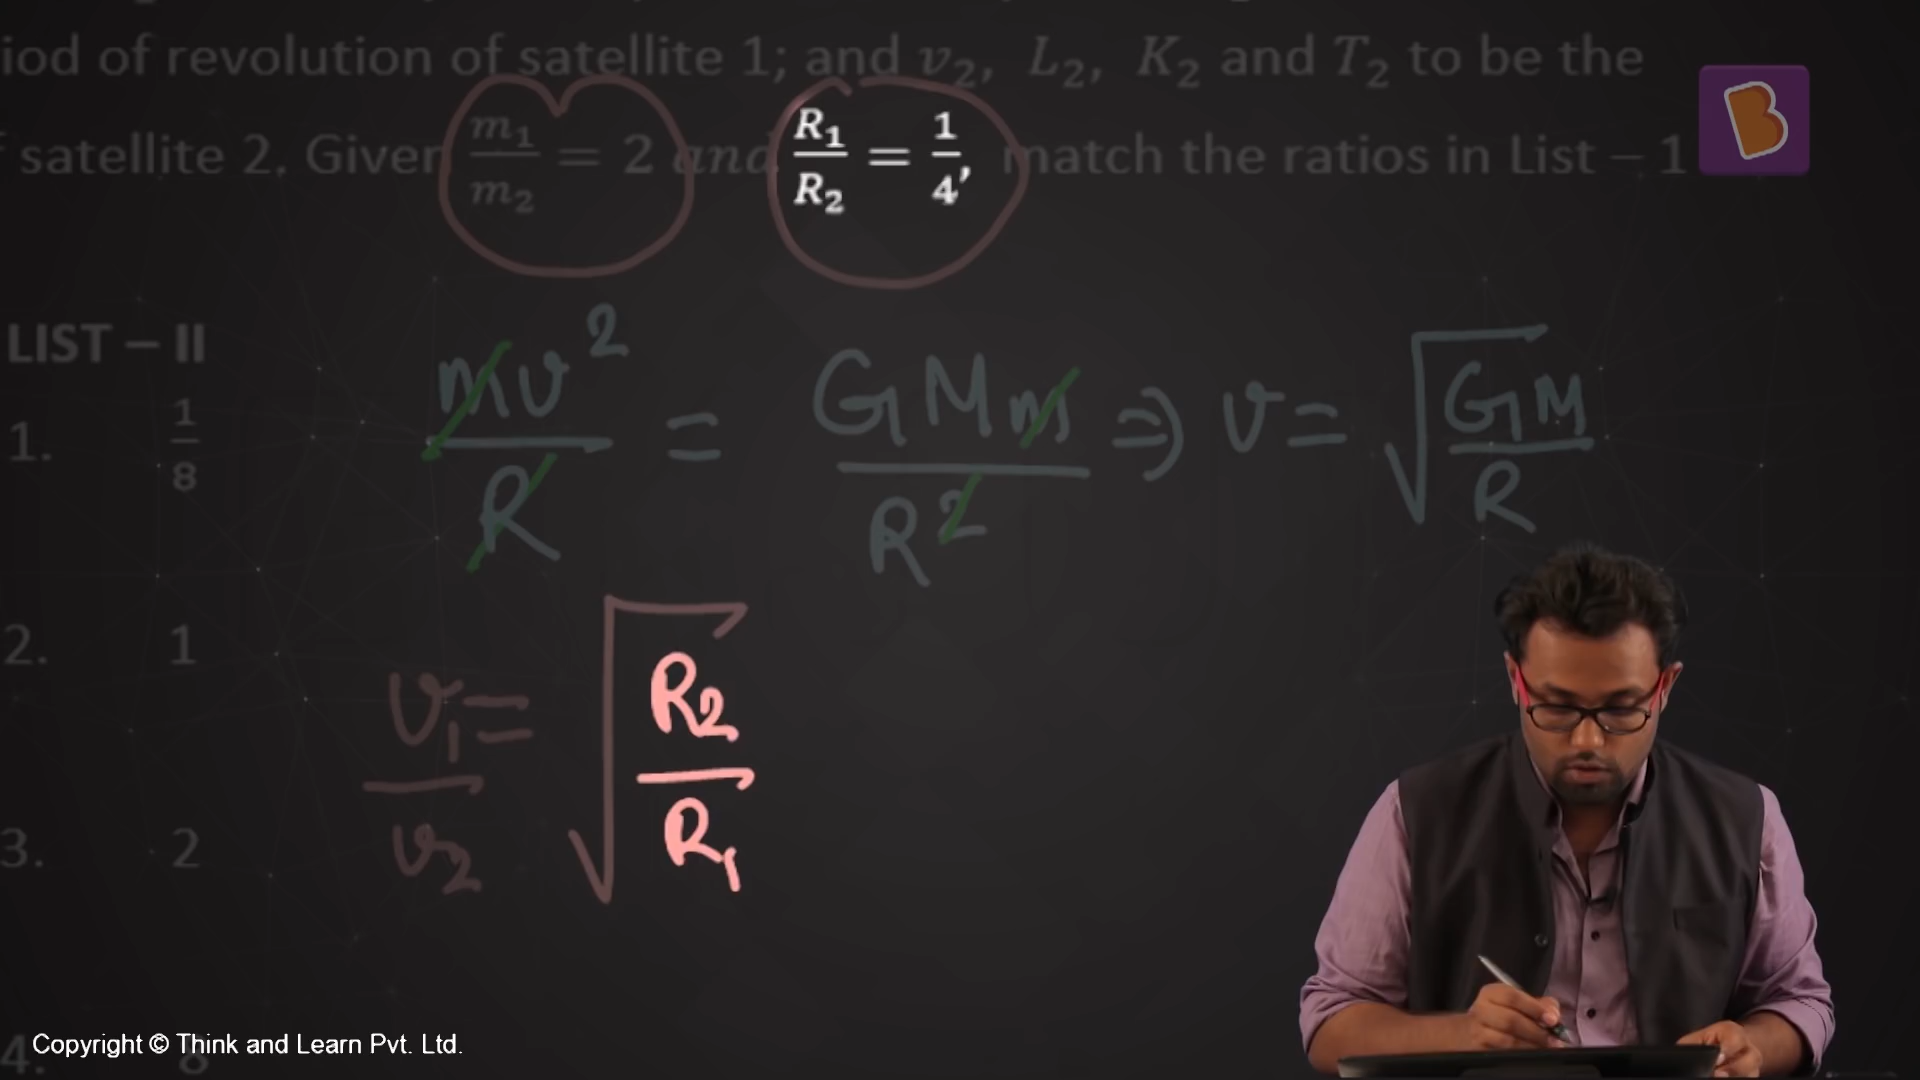 iod of revolution of satellite 1; and v₂, L₂, K₂ and T₂ to be the
satellite 2. Given m₁/m₂ = 2 and R₁/R₂ = 1/4, match the ratios in List – 1
B
LIST – II
1. 1/8
mv²/R = GMm/R² ⇒ v = √(GM/R)
2. 1
v₁/v₂ = √(R₂/R₁)
3. 2
4. 8
Copyright © Think and Learn Pvt. Ltd.